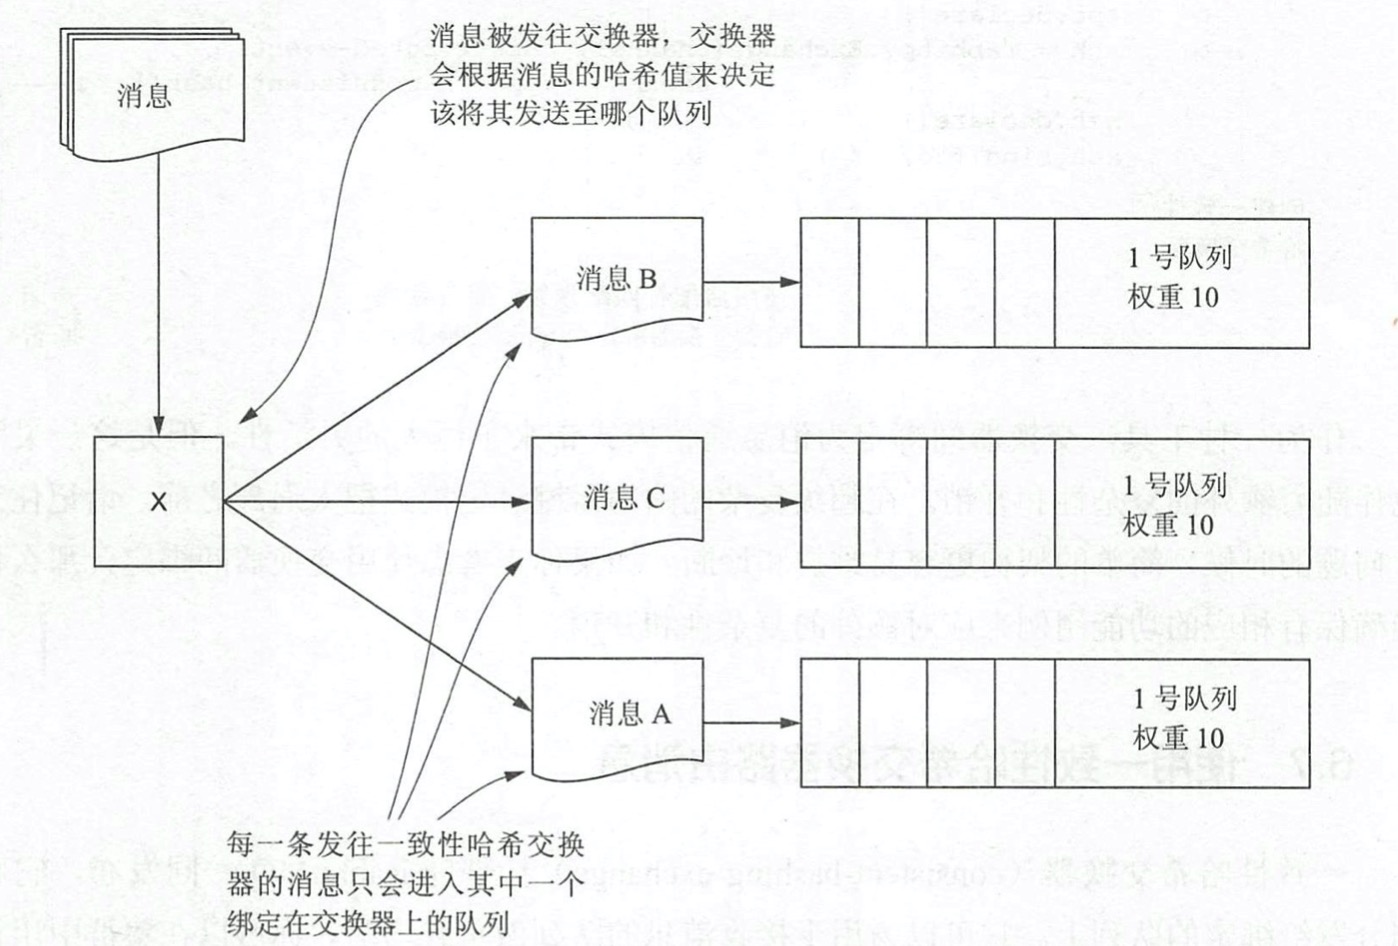 消息
消息被发往交换器，交换器
会根据消息的哈希值来决定
该将其发送至哪个队列
消息 B
1 号队列
权重 10
X
消息 C
1 号队列
权重 10
消息 A
1 号队列
权重 10
每一条发往一致性哈希交换
器的消息只会进入其中一个
绑定在交换器上的队列